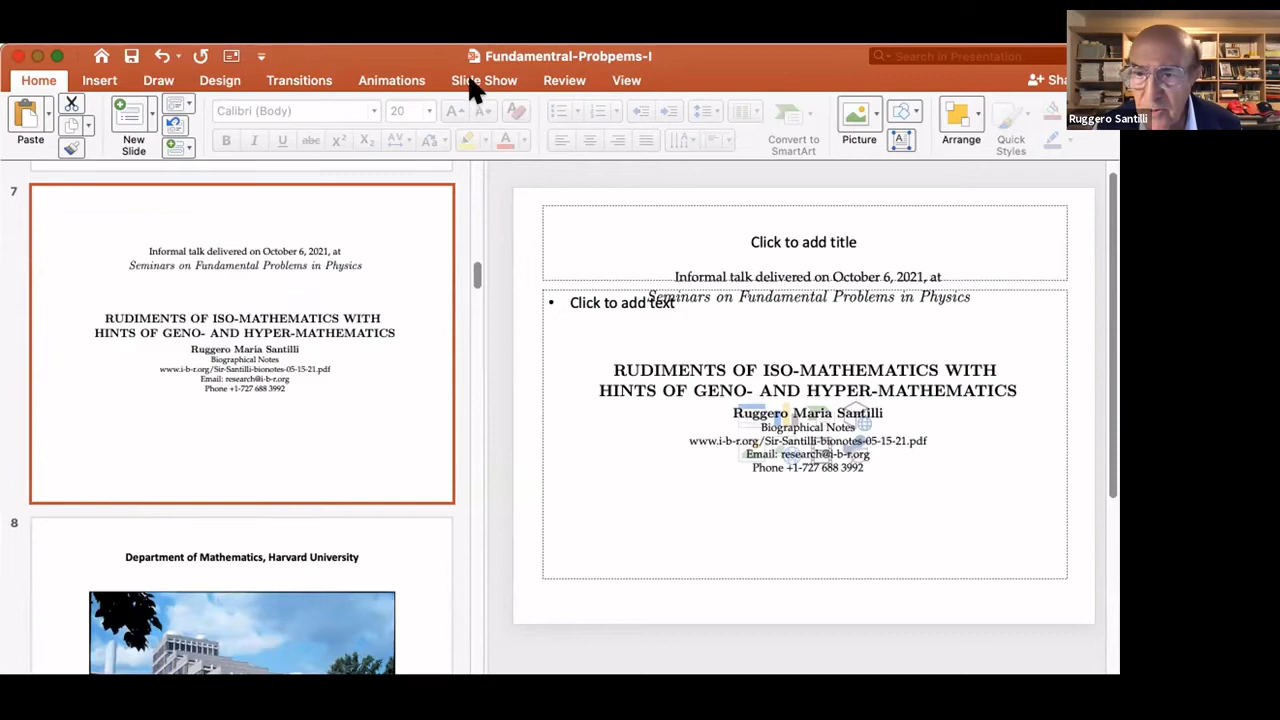 Fundamentral-Probpems-I
Search in Presentation
Home Insert Draw Design Transitions Animations Slide Show Review View Sha
Ruggero Santilli
Calibri (Body) 20
Paste New Slide Convert to SmartArt Picture Arrange Quick Styles
7
Informal talk delivered on October 6, 2021, at
Seminars on Fundamental Problems in Physics
RUDIMENTS OF ISO-MATHEMATICS WITH
HINTS OF GENO- AND HYPER-MATHEMATICS
Ruggero Maria Santilli
Biographical Notes
www.i-b-r.org/Sir-Santilli-bionotes-05-15-21.pdf
Email: research@i-b-r.org
Phone +1-727 688 3992
8
Department of Mathematics, Harvard University
Click to add title
Informal talk delivered on October 6, 2021, at
Seminars on Fundamental Problems in Physics
• Click to add text
RUDIMENTS OF ISO-MATHEMATICS WITH
HINTS OF GENO- AND HYPER-MATHEMATICS
Ruggero Maria Santilli
Biographical Notes
www.i-b-r.org/Sir-Santilli-bionotes-05-15-21.pdf
Email: research@i-b-r.org
Phone +1-727 688 3992